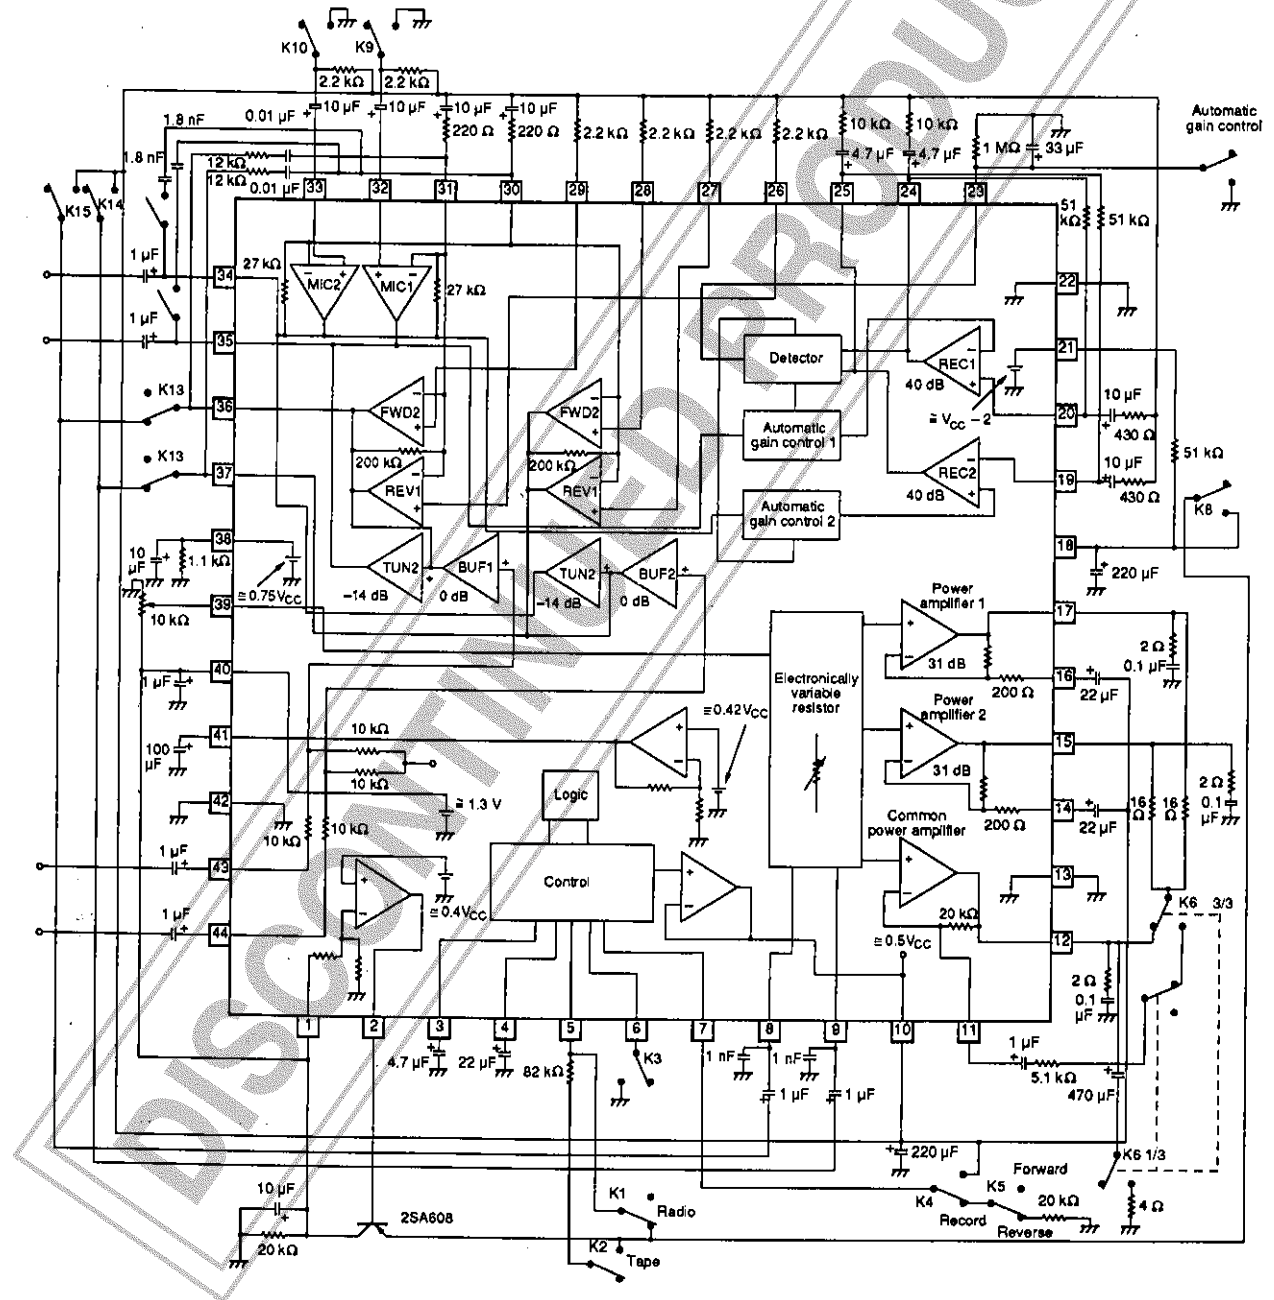 DISCONTINUED PRODUC
K10
K9
2.2 kΩ
2.2 kΩ
1.8 nF
0.01 µF
10 µF
10 µF
10 µF
10 µF
220 Ω
220 Ω
2.2 kΩ
2.2 kΩ
2.2 kΩ
2.2 kΩ
10 kΩ
10 kΩ
4.7 µF
4.7 µF
1 MΩ
33 µF
Automatic
gain control
1.8 nF
12 kΩ
12 kΩ
0.01 µF
K15
K14
33
32
31
30
29
28
27
26
25
24
23
51
kΩ
51 kΩ
1 µF
34
27 kΩ
MIC2
MIC1
27 kΩ
22
1 µF
35
Detector
REC1
40 dB
21
≅ VCC – 2
K13
36
FWD2
FWD2
Automatic
gain control 1
20
10 µF
430 Ω
K13
37
200 kΩ
200 kΩ
REV1
REV1
REC2
40 dB
19
10 µF
430 Ω
51 kΩ
Automatic
gain control 2
K8
38
10
µF
1.1 kΩ
≅ 0.75VCC
TUN2
BUF1
TUN2
BUF2
–14 dB
0 dB
–14 dB
0 dB
18
220 µF
39
10 kΩ
Power
amplifier 1
31 dB
17
2 Ω
0.1 µF
40
1 µF
Electronically
variable
resistor
200 Ω
16
22 µF
Power
amplifier 2
31 dB
41
100
µF
10 kΩ
10 kΩ
≅ 0.42VCC
15
2 Ω
0.1
µF
16
Ω
16
Ω
42
≅ 1.3 V
Logic
200 Ω
14
22 µF
10 kΩ
10 kΩ
Common
power amplifier
1 µF
43
Control
≅ 0.4VCC
13
20 kΩ
K6
3/3
1 µF
44
≅ 0.5VCC
12
2 Ω
0.1
µF
1
2
3
4
5
6
7
8
9
10
11
4.7 µF
22 µF
82 kΩ
K3
1 nF
1 nF
1 µF
1 µF
1 µF
5.1 kΩ
470 µF
220 µF
K6 1/3
10 µF
20 kΩ
2SA608
K1
Radio
K2
Tape
K4
Record
K5
Forward
Reverse
20 kΩ
4 Ω